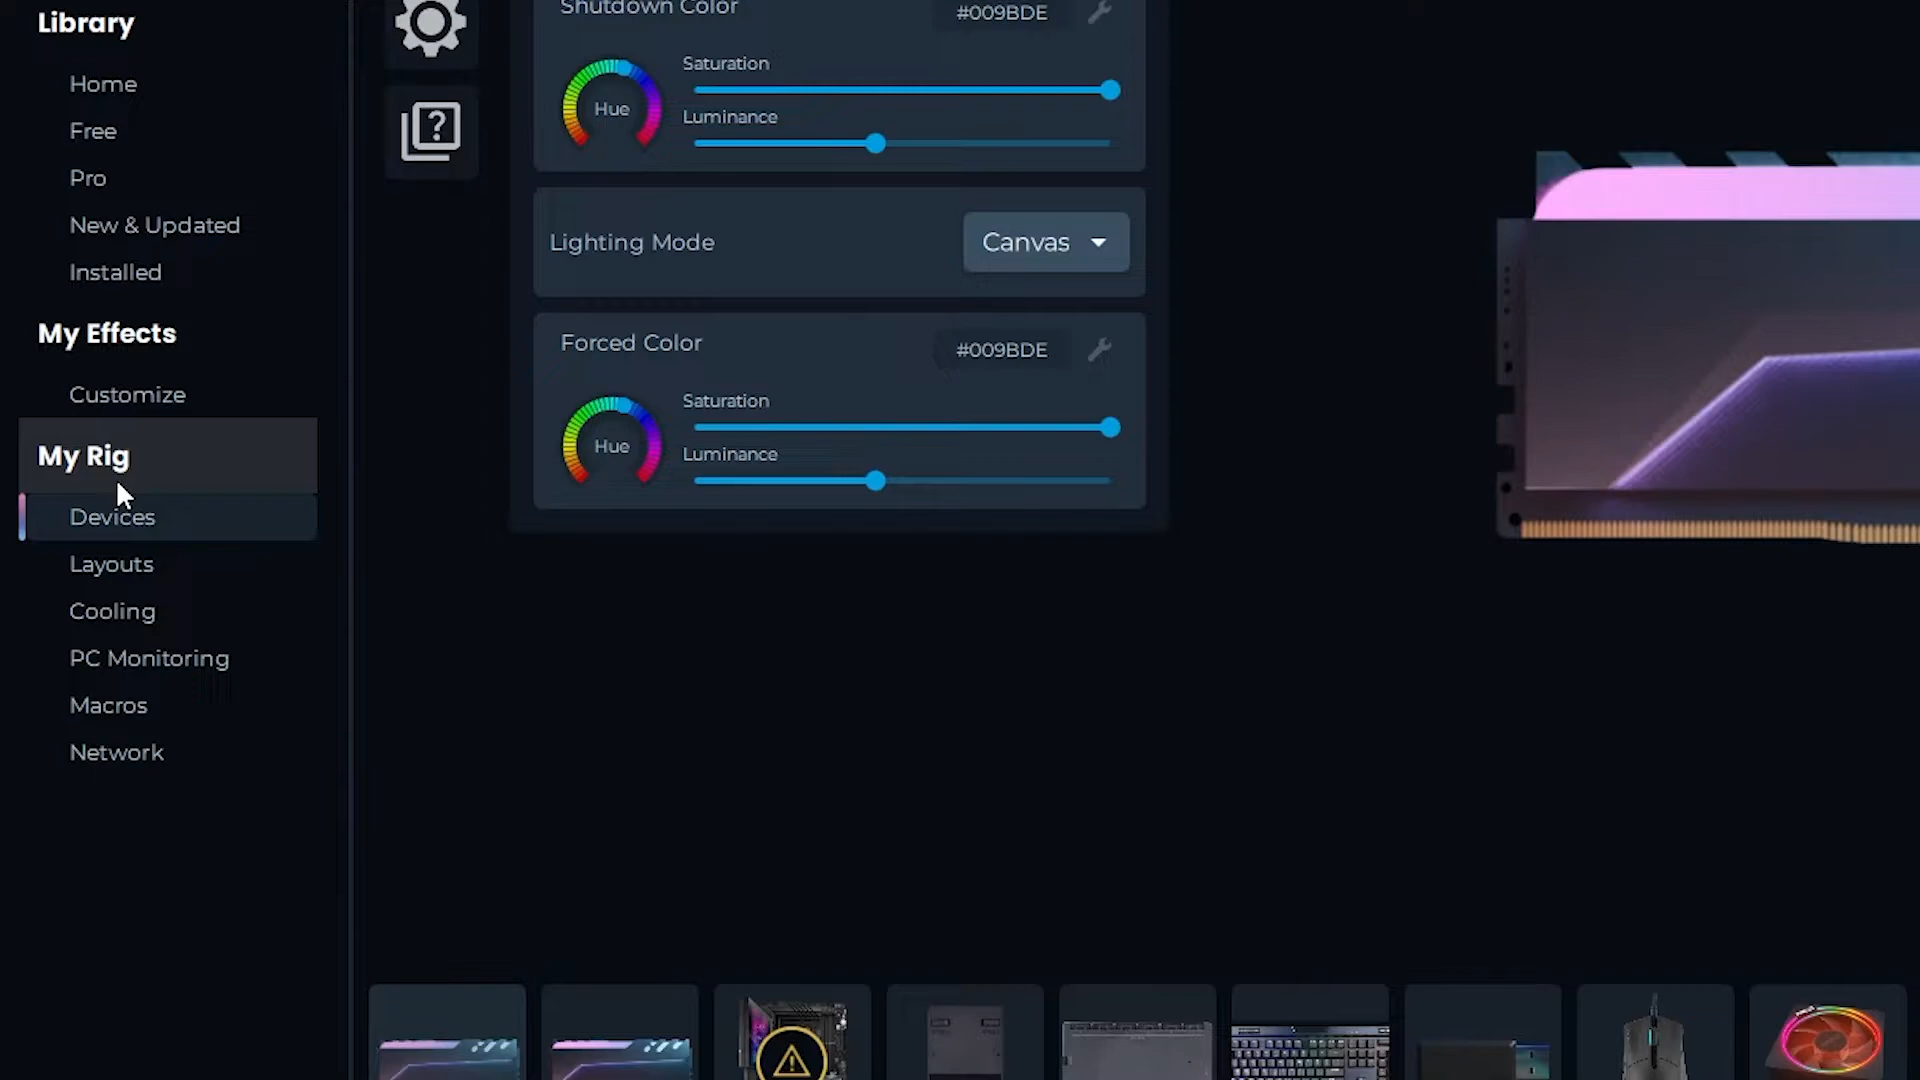 Library
Home
Free
Pro
New & Updated
Installed
My Effects
Customize
My Rig
Devices
Layouts
Cooling
PC Monitoring
Macros
Network
Shutdown Color
#009BDE
Hue
Saturation
Luminance
Lighting Mode
Canvas
Forced Color
#009BDE
Hue
Saturation
Luminance